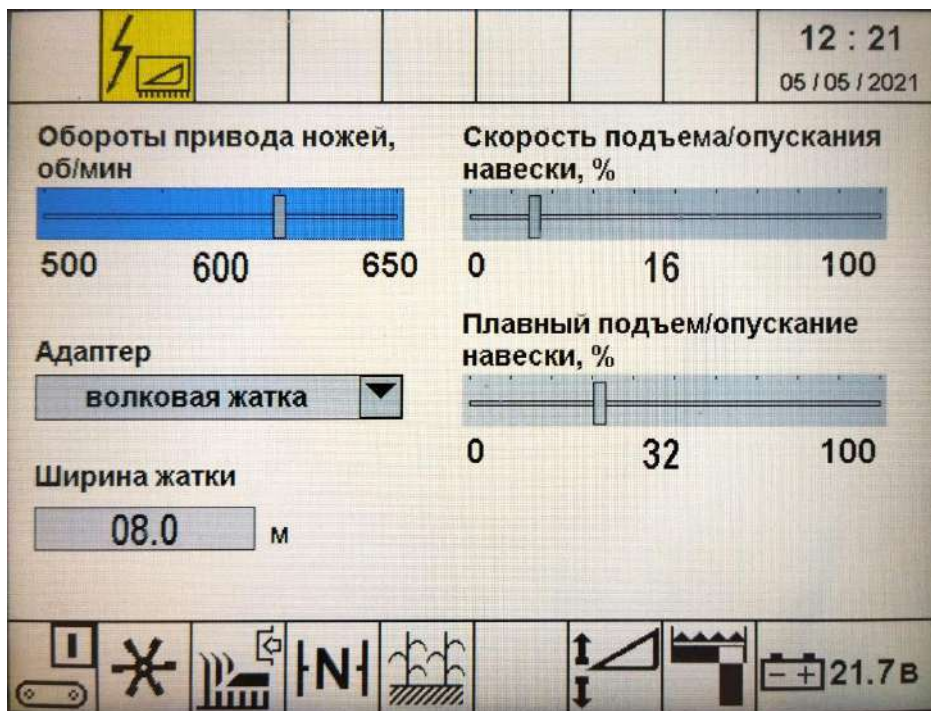 12 : 21
05 / 05 / 2021
Обороты привода ножей,
об/мин
500 600 650
Скорость подъема/опускания
навески, %
0 16 100
Адаптер
волковая жатка
Плавный подъем/опускание
навески, %
0 32 100
Ширина жатки
08.0 м
I
N
21.7 в